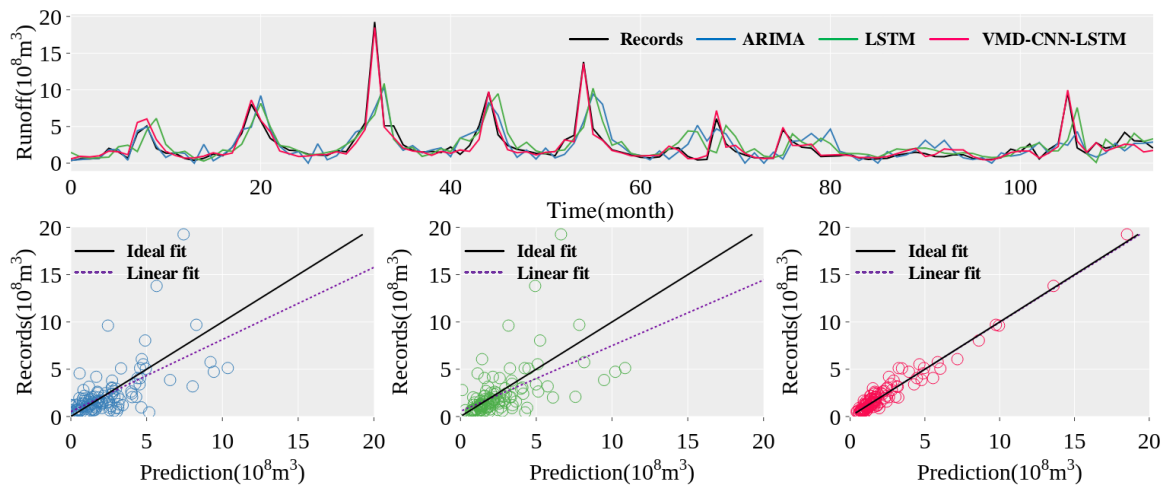 Runoff(10⁸m³)
20
15
10
5
0
Records ARIMA LSTM VMD-CNN-LSTM
0 20 40 60 80 100
Time(month)
Records(10⁸m³)
20
15
10
5
0
Ideal fit
Linear fit
0 5 10 15 20
Prediction(10⁸m³)
Records(10⁸m³)
20
15
10
5
0
Ideal fit
Linear fit
0 5 10 15 20
Prediction(10⁸m³)
Records(10⁸m³)
20
15
10
5
0
Ideal fit
Linear fit
0 5 10 15 20
Prediction(10⁸m³)